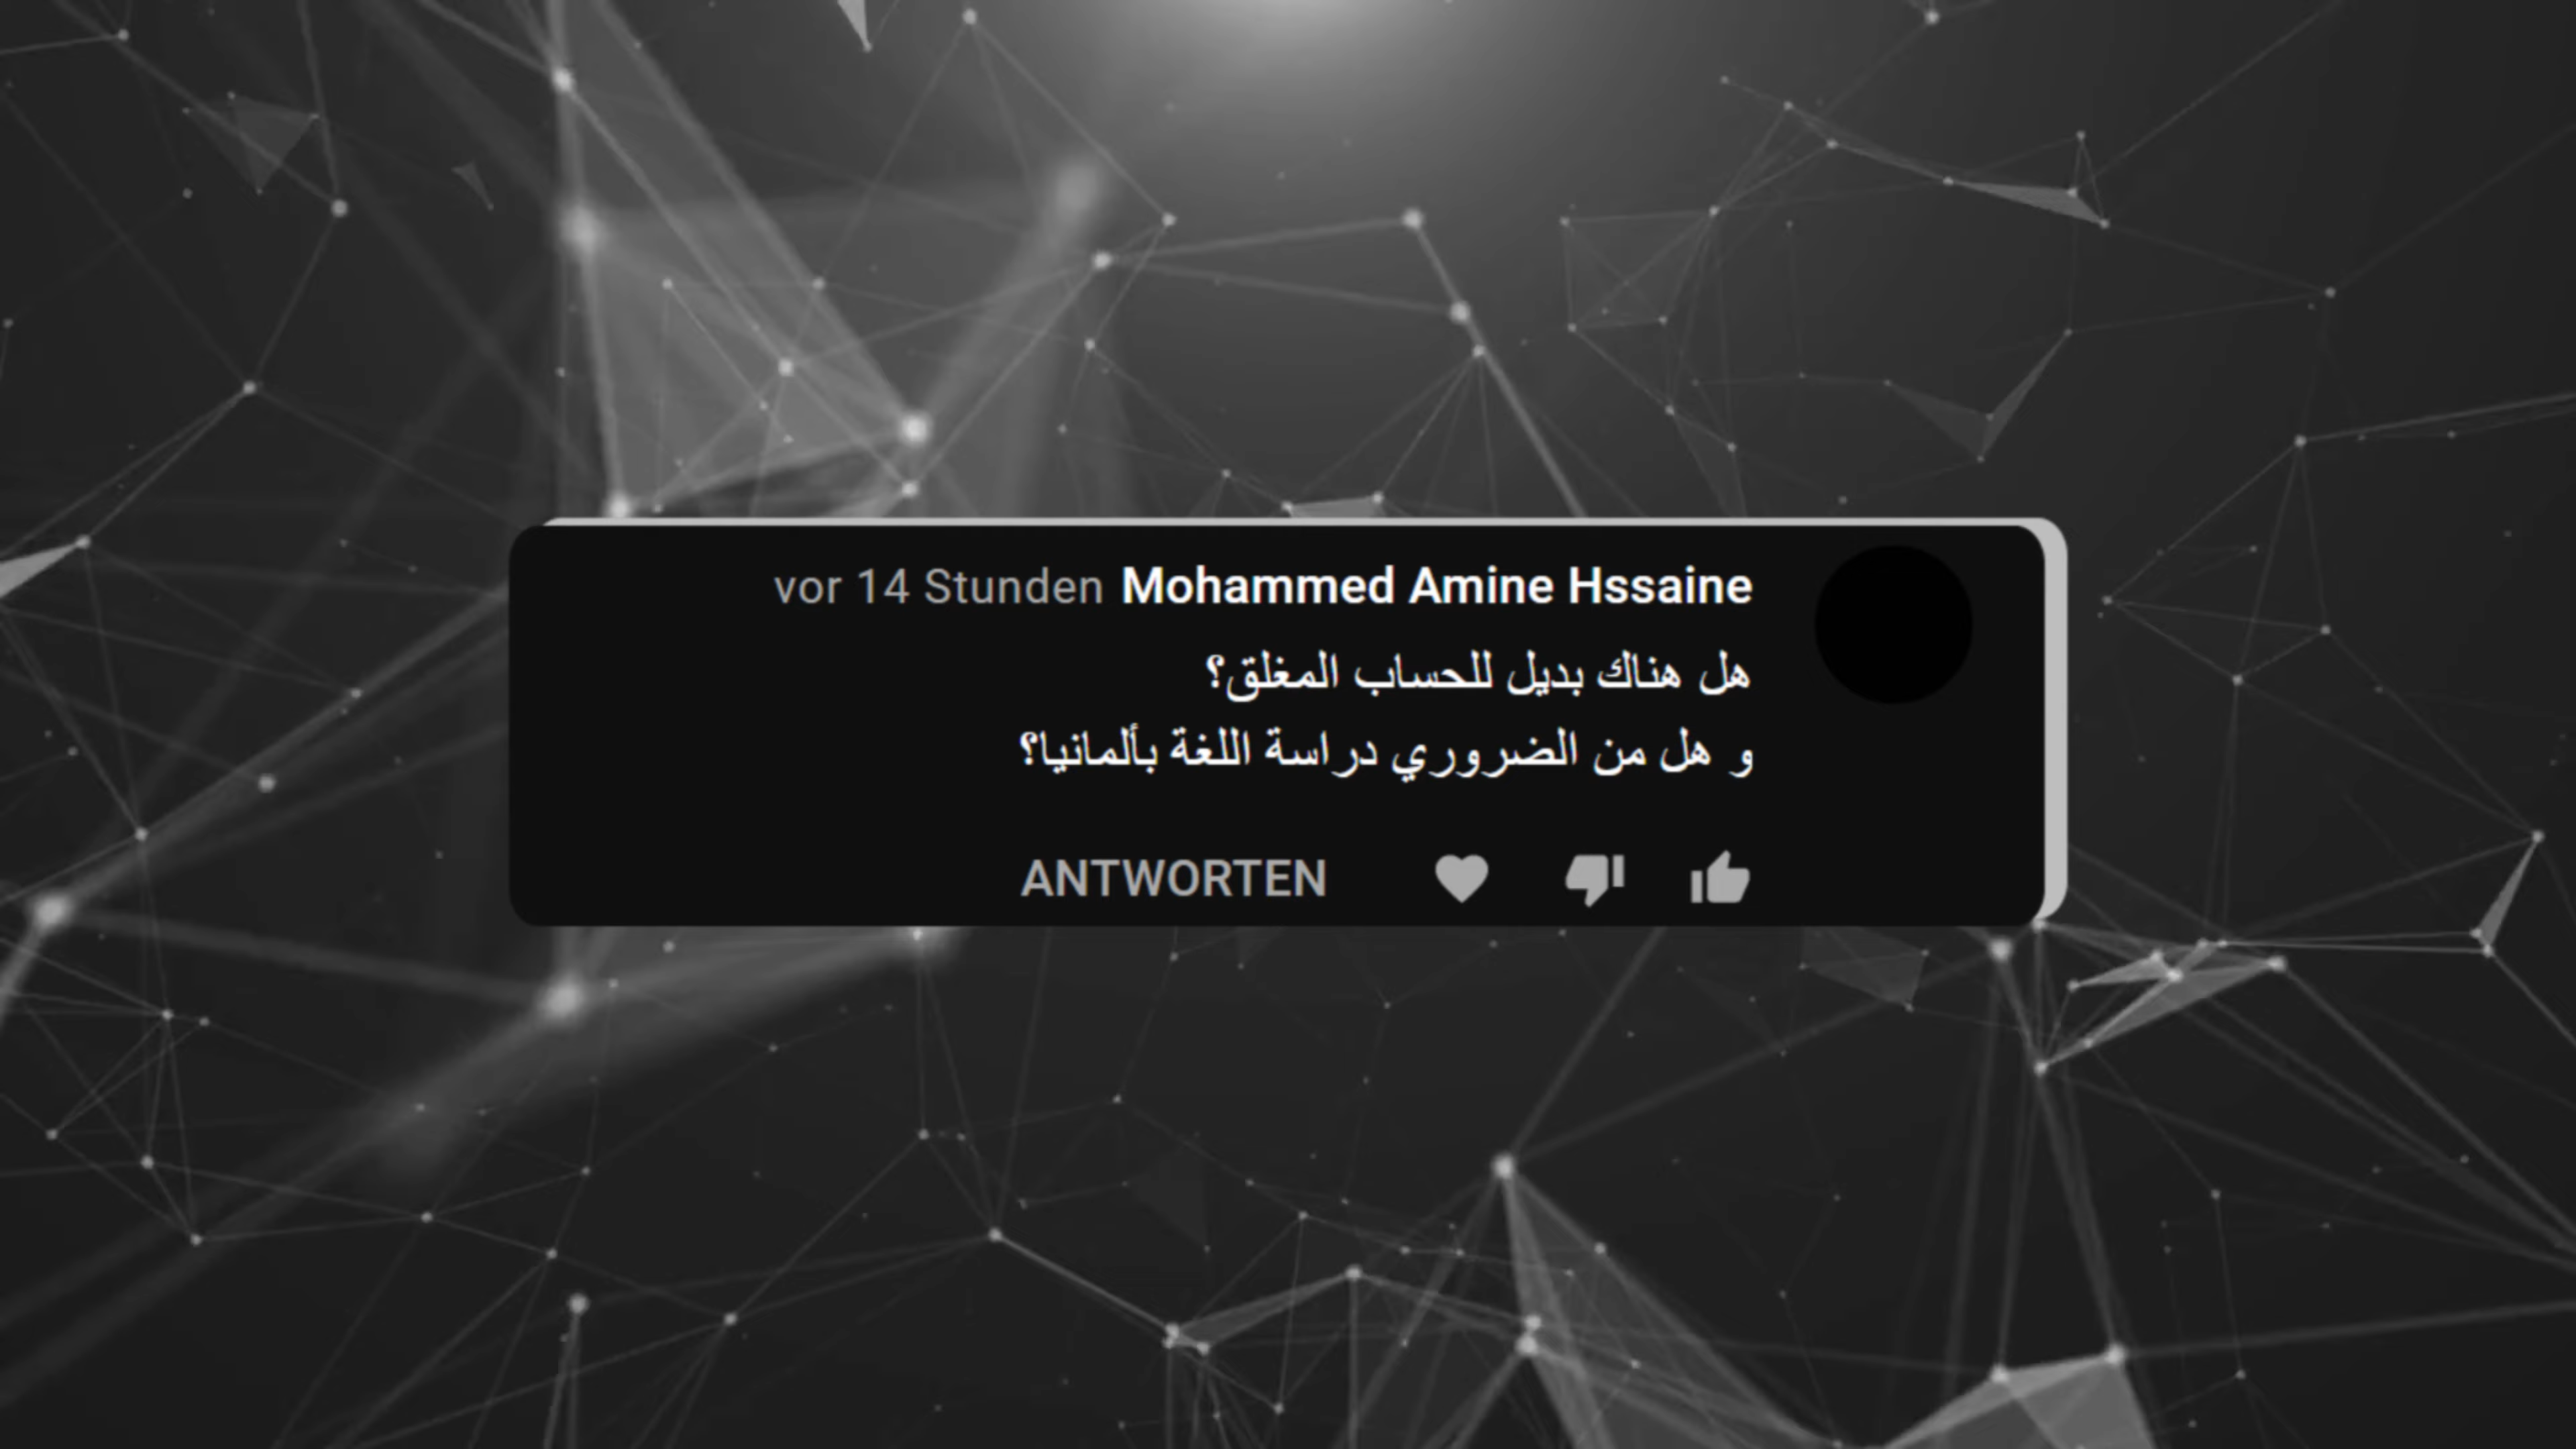 vor 14 Stunden Mohammed Amine Hssaine
هل هناك بديل للحساب المغلق؟
و هل من الضروري دراسة اللغة بألمانيا؟
ANTWORTEN